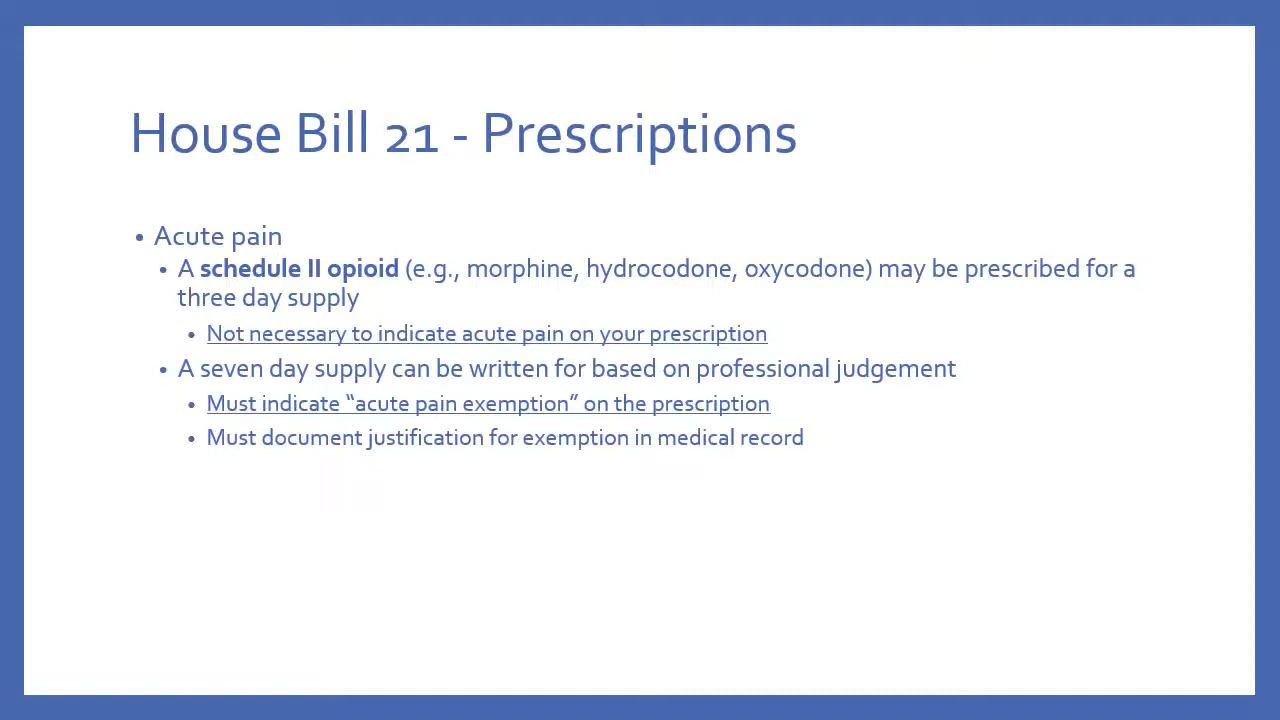 House Bill 21 - Prescriptions
• Acute pain
• A schedule II opioid (e.g., morphine, hydrocodone, oxycodone) may be prescribed for a
three day supply
• Not necessary to indicate acute pain on your prescription
• A seven day supply can be written for based on professional judgement
• Must indicate “acute pain exemption” on the prescription
• Must document justification for exemption in medical record